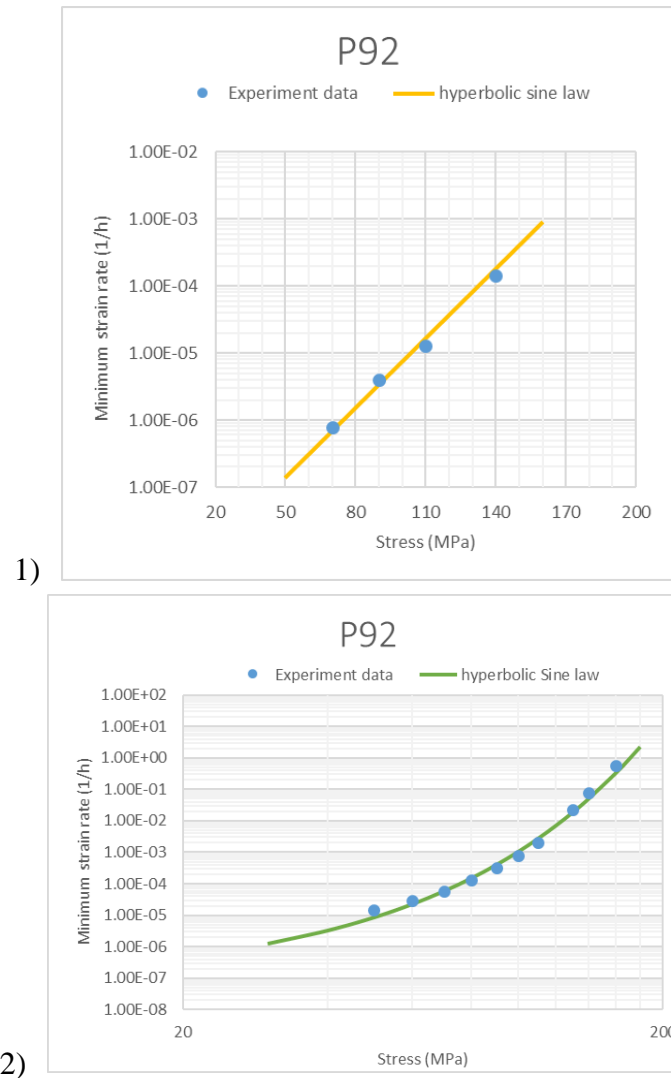 P92
Experiment data hyperbolic sine law
1.00E-02
1.00E-03
1.00E-04
1.00E-05
1.00E-06
1.00E-07
Minimum strain rate (1/h)
20 50 80 110 140 170 200
Stress (MPa)
1)
P92
Experiment data hyperbolic Sine law
1.00E+02
1.00E+01
1.00E+00
1.00E-01
1.00E-02
1.00E-03
1.00E-04
1.00E-05
1.00E-06
1.00E-07
1.00E-08
Minimum strain rate (1/h)
20 200
Stress (MPa)
2)